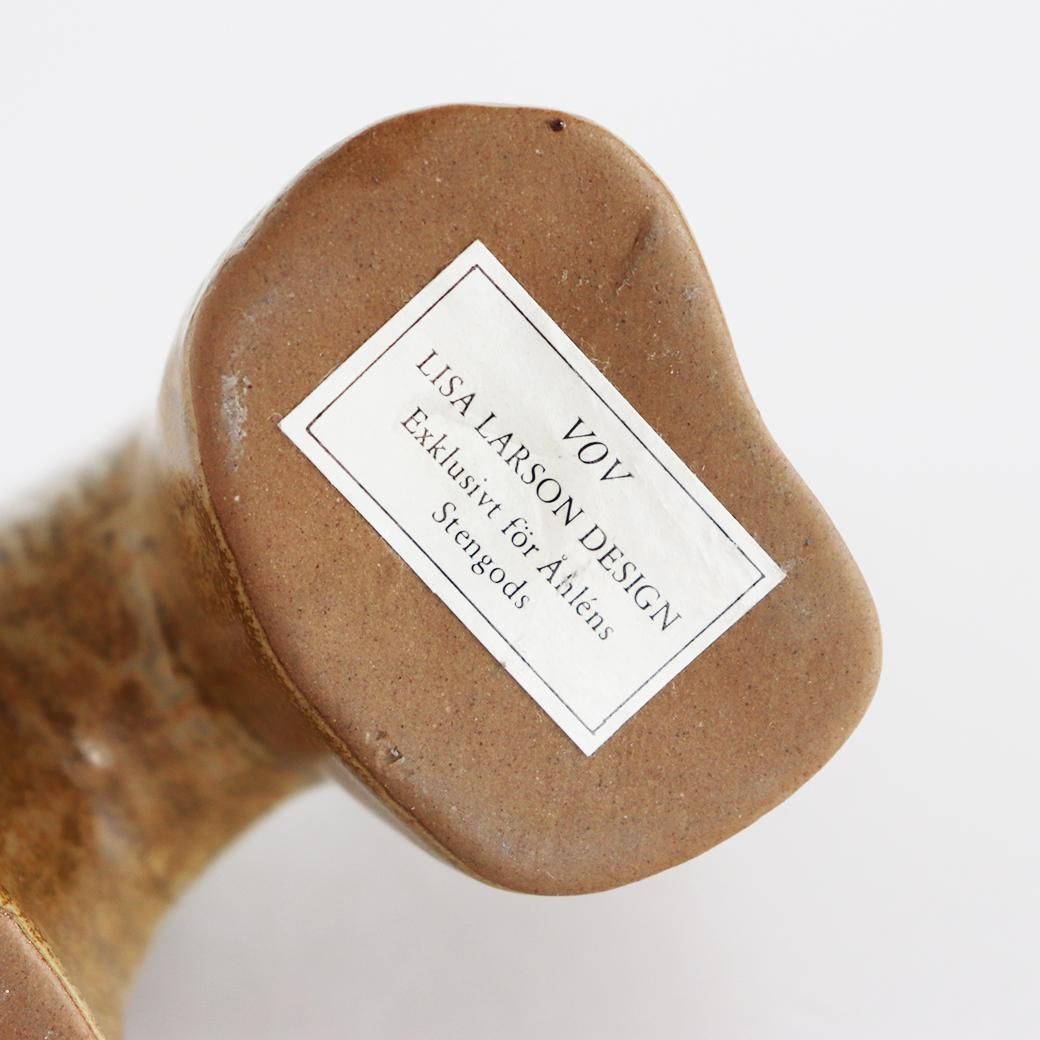 VOV
LISA LARSON DESIGN
Exklusivt för Åhléns
Stengods